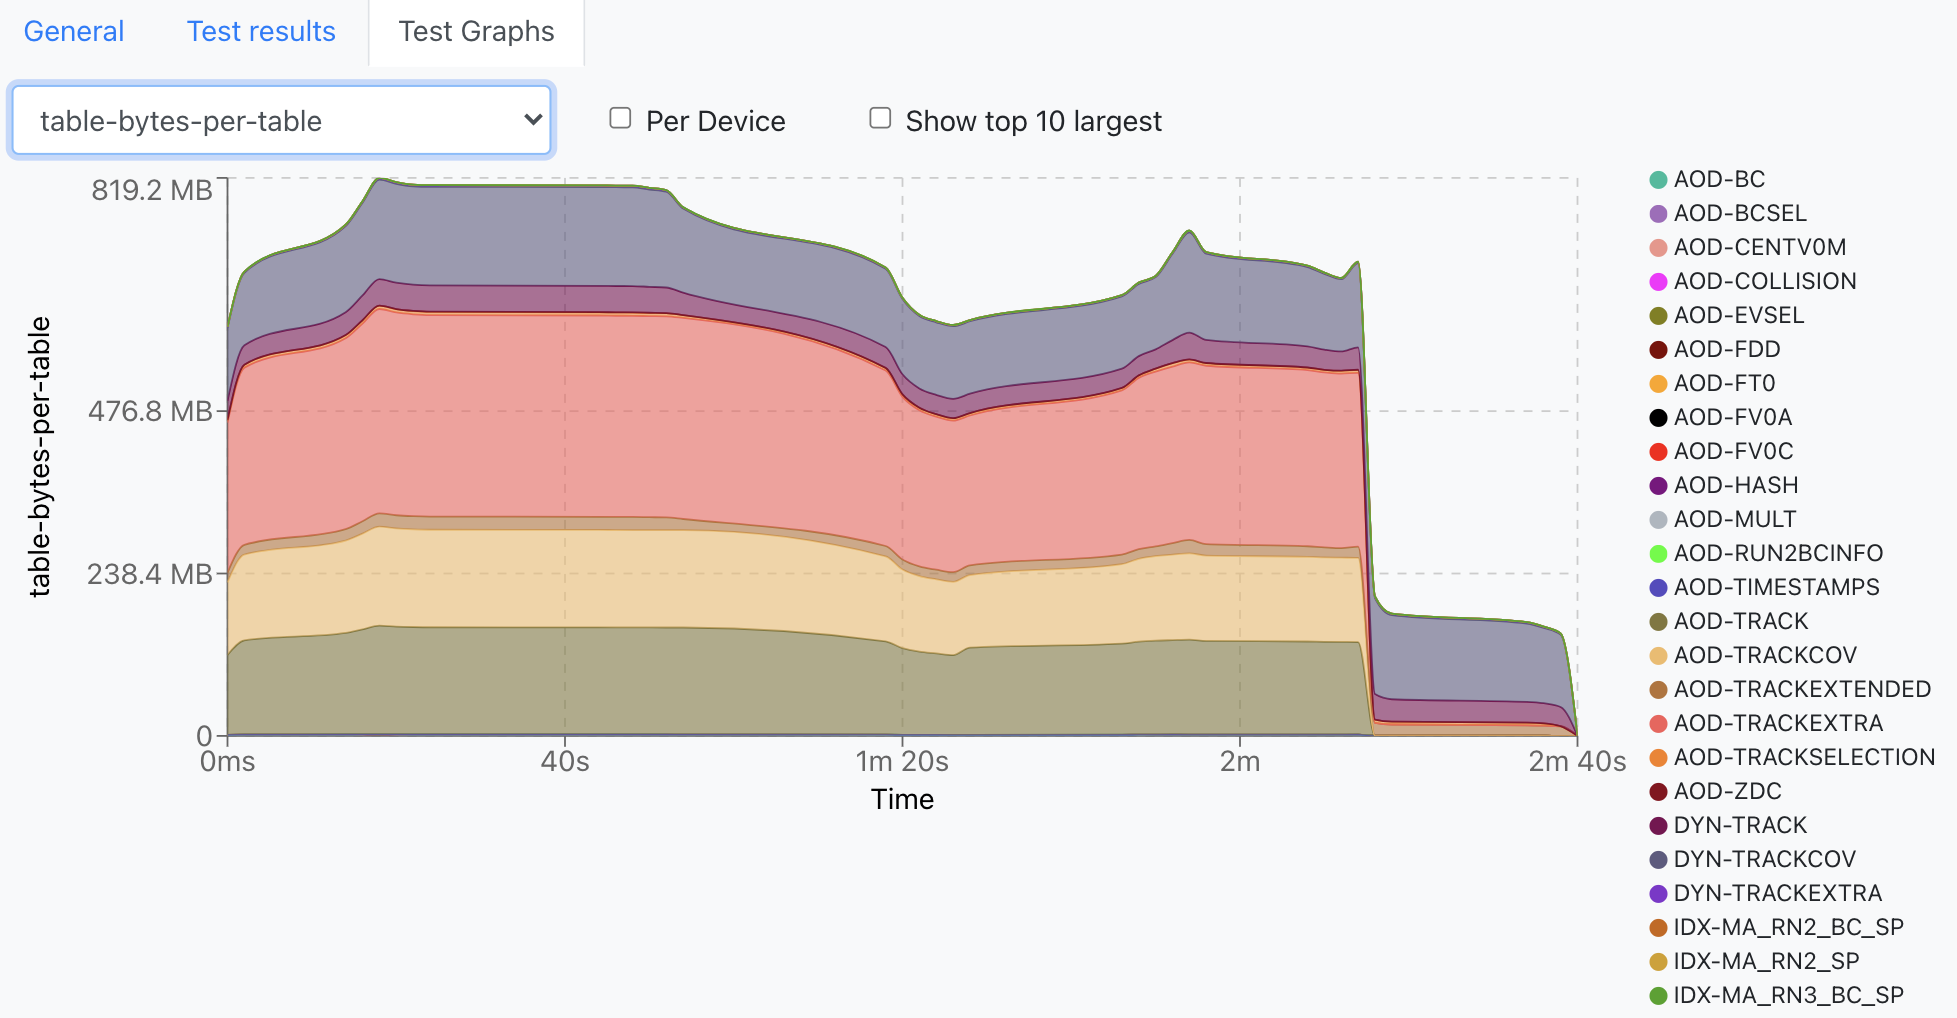 General Test results Test Graphs
table-bytes-per-table Per Device Show top 10 largest
819.2 MB
476.8 MB
238.4 MB
0
table-bytes-per-table
0ms 40s 1m 20s 2m 2m 40s
Time
AOD-BC
AOD-BCSEL
AOD-CENTV0M
AOD-COLLISION
AOD-EVSEL
AOD-FDD
AOD-FT0
AOD-FV0A
AOD-FV0C
AOD-HASH
AOD-MULT
AOD-RUN2BCINFO
AOD-TIMESTAMPS
AOD-TRACK
AOD-TRACKCOV
AOD-TRACKEXTENDED
AOD-TRACKEXTRA
AOD-TRACKSELECTION
AOD-ZDC
DYN-TRACK
DYN-TRACKCOV
DYN-TRACKEXTRA
IDX-MA_RN2_BC_SP
IDX-MA_RN2_SP
IDX-MA_RN3_BC_SP